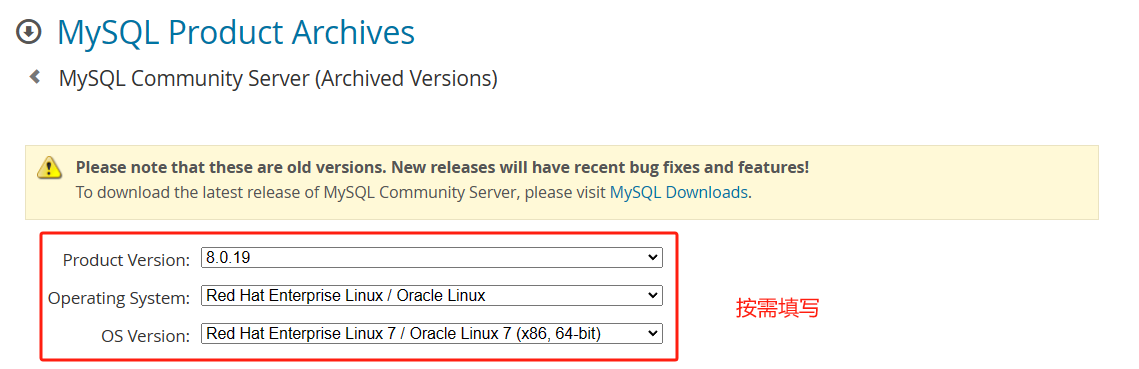 MySQL Product Archives
MySQL Community Server (Archived Versions)
Please note that these are old versions. New releases will have recent bug fixes and features!
To download the latest release of MySQL Community Server, please visit MySQL Downloads.
Product Version: 8.0.19
Operating System: Red Hat Enterprise Linux / Oracle Linux
按需填写
OS Version: Red Hat Enterprise Linux 7 / Oracle Linux 7 (x86, 64-bit)